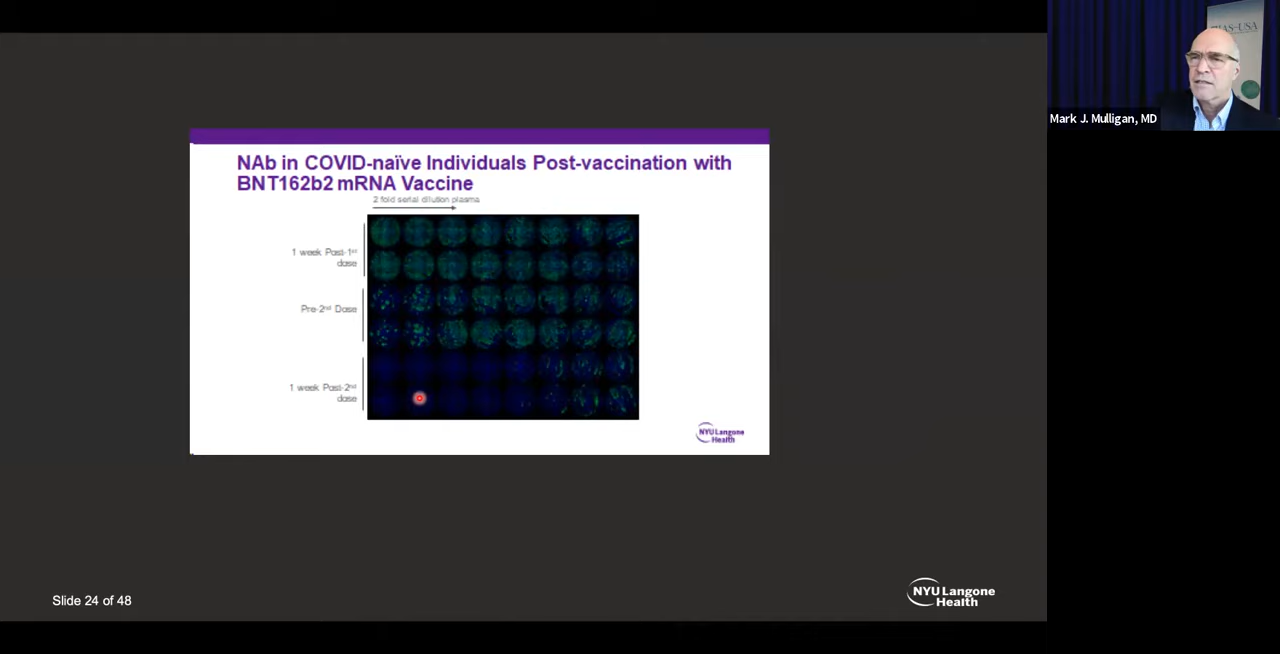 IAS–USA
Mark J. Mulligan, MD
NAb in COVID-naïve Individuals Post-vaccination with
BNT162b2 mRNA Vaccine
2 fold serial dilution plasma
1 week Post-1st
dose
Pre-2nd Dose
1 week Post-2nd
dose
NYU Langone
Health
Slide 24 of 48
NYU Langone
Health